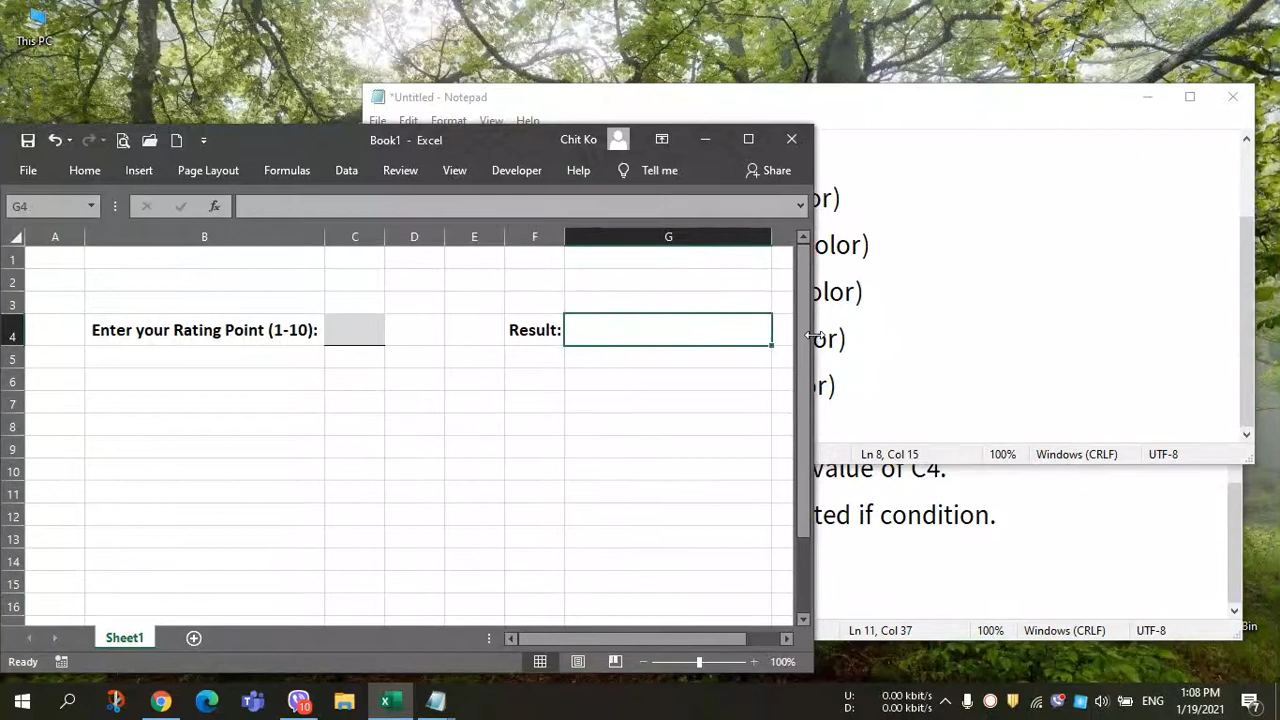 This PC
*Untitled - Notepad
File Edit Format View Help
Book1 - Excel
Chit Ko
File Home Insert Page Layout Formulas Data Review View Developer Help Tell me Share
G4
fx
A B C D E F G
1
2
3
4 Enter your Rating Point (1-10): Result:
5
6
7
8
9
10
11
12
13
14
15
16
or)
olor)
olor)
or)
or)
Ln 8, Col 15 100% Windows (CRLF) UTF-8
value of C4.
ted if condition.
Bin
Ln 11, Col 37 100% Windows (CRLF) UTF-8
Sheet1
Ready
100%
10
U: 0.00 kbit/s
D: 0.00 kbit/s
ENG
1:08 PM
1/19/2021
7